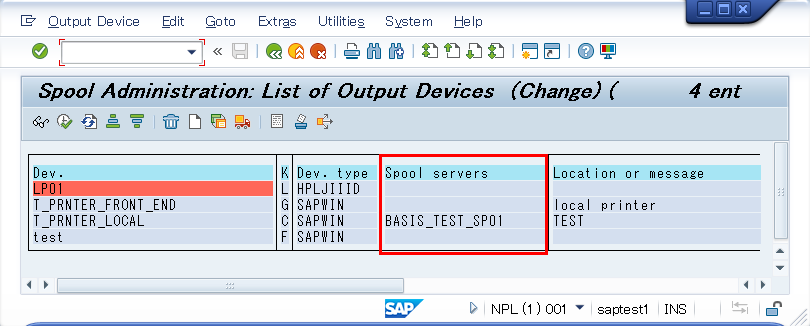 Output Device Edit Goto Extras Utilities System Help
Spool Administration: List of Output Devices (Change) ( 4 ent
Dev. K Dev. type Spool servers Location or message
LP01 L HPLJIIID
T_PRNTER_FRONT_END G SAPWIN local printer
T_PRNTER_LOCAL C SAPWIN BASIS_TEST_SP01 TEST
test F SAPWIN
SAP NPL (1) 001 saptest1 INS